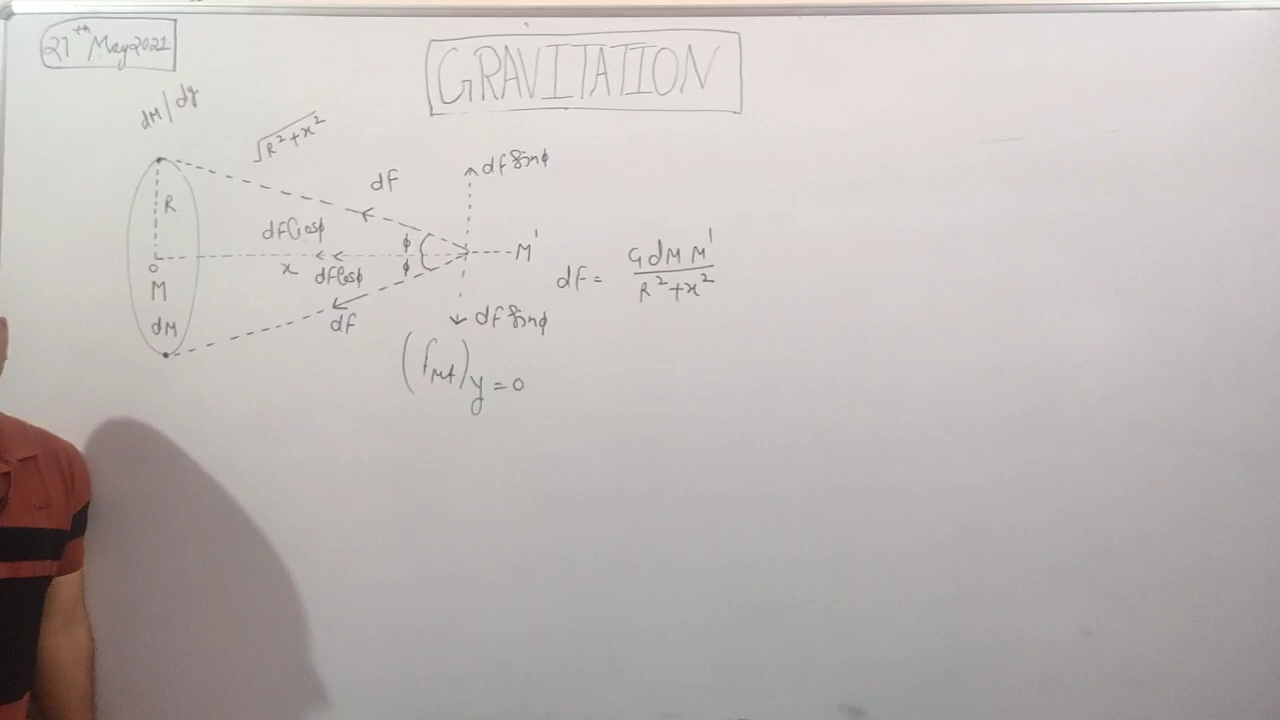 27th May 2021
GRAVITATION
dM/dy
√R²+x²
dF
dF Sinϕ
R
dF Cosϕ
ϕ
M'
x
dF Cosϕ
ϕ
o
M
dM
dF
dF Sinϕ
dF = G dM M' / R²+x²
(Fnet)y = 0